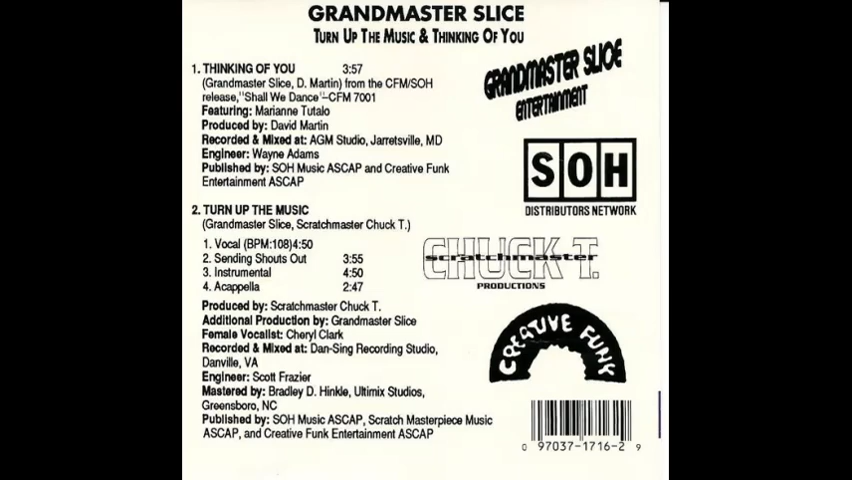 GRANDMASTER SLICE
TURN UP THE MUSIC & THINKING OF YOU
1. THINKING OF YOU 3:57
(Grandmaster Slice, D. Martin) from the CFM/SOH
release, "Shall We Dance"-CFM 7001
Featuring: Marianne Tutalo
Produced by: David Martin
Recorded & Mixed at: AGM Studio, Jarretsville, MD
Engineer: Wayne Adams
Published by: SOH Music ASCAP and Creative Funk
Entertainment ASCAP
2. TURN UP THE MUSIC
(Grandmaster Slice, Scratchmaster Chuck T.)
1. Vocal (BPM:108)4:50
2. Sending Shouts Out 3:55
3. Instrumental 4:50
4. Acappella 2:47
Produced by: Scratchmaster Chuck T.
Additional Production by: Grandmaster Slice
Female Vocalist: Cheryl Clark
Recorded & Mixed at: Dan-Sing Recording Studio,
Danville, VA
Engineer: Scott Frazier
Mastered by: Bradley D. Hinkle, Ultimix Studios,
Greensboro, NC
Published by: SOH Music ASCAP, Scratch Masterpiece Music
ASCAP, and Creative Funk Entertainment ASCAP
GRANDMASTER SLICE
ENTERTAINMENT
SOH
DISTRIBUTORS NETWORK
CHUCK T.
scratchmaster
PRODUCTIONS
CREATIVE FUNK
0 97037-1716-2 9